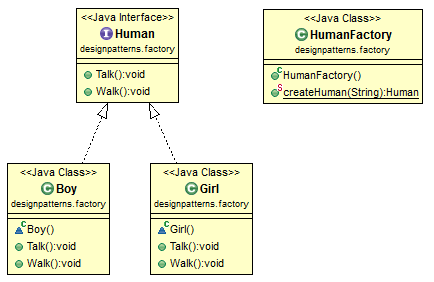 <<Java Interface>>
I Human
designpatterns.factory
Talk():void
Walk():void
<<Java Class>>
C HumanFactory
designpatterns.factory
C HumanFactory()
S createHuman(String):Human
<<Java Class>>
C Boy
designpatterns.factory
C Boy()
Talk():void
Walk():void
<<Java Class>>
C Girl
designpatterns.factory
C Girl()
Talk():void
Walk():void